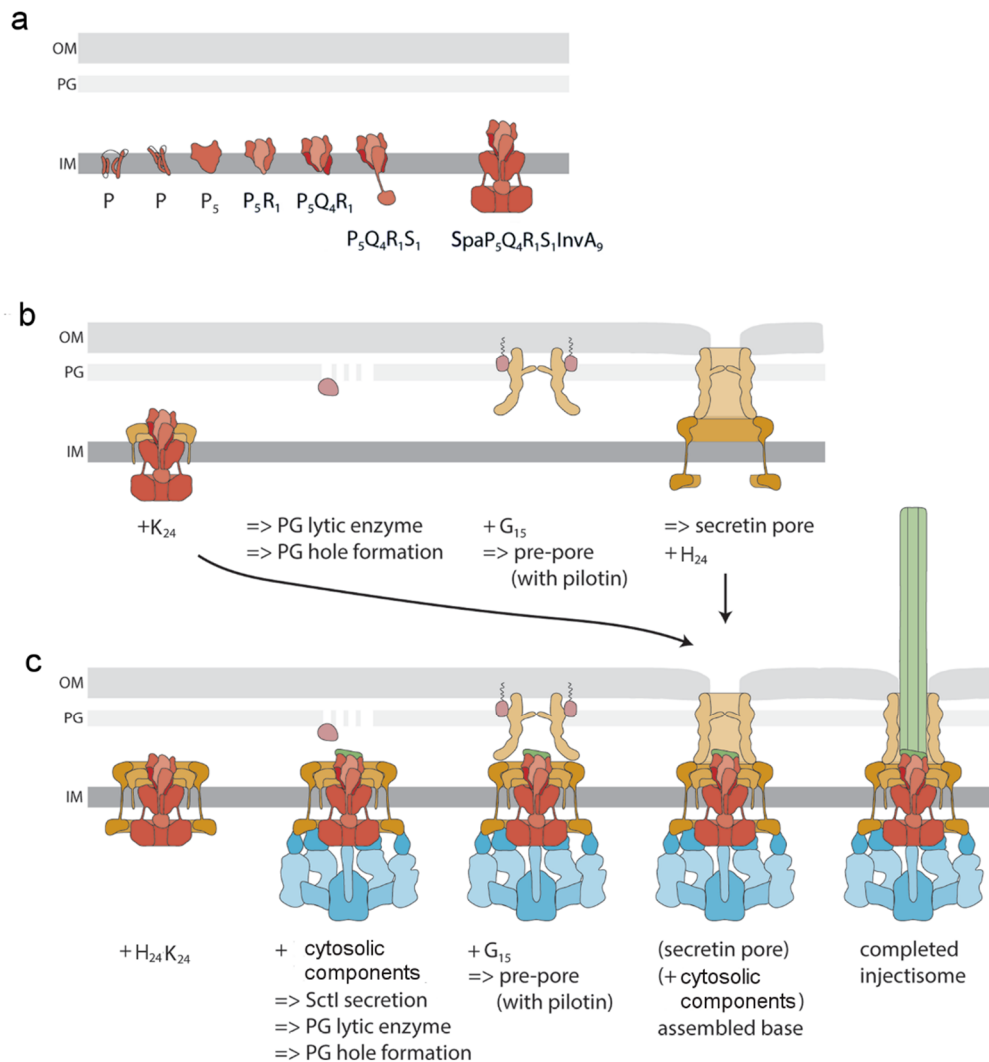 a
OM
PG
IM
P
P
P₅
P₅R₁
P₅Q₄R₁
P₅Q₄R₁S₁
SpaP₅Q₄R₁S₁InvA₉
b
OM
PG
IM
+K₂₄
=> PG lytic enzyme
=> PG hole formation
+ G₁₅
=> pre-pore
(with pilotin)
=> secretin pore
+ H₂₄
c
OM
PG
IM
+ H₂₄K₂₄
+ cytosolic
components
=> SctI secretion
=> PG lytic enzyme
=> PG hole formation
+ G₁₅
=> pre-pore
(with pilotin)
(secretin pore)
(+ cytosolic
components)
assembled base
completed
injectisome